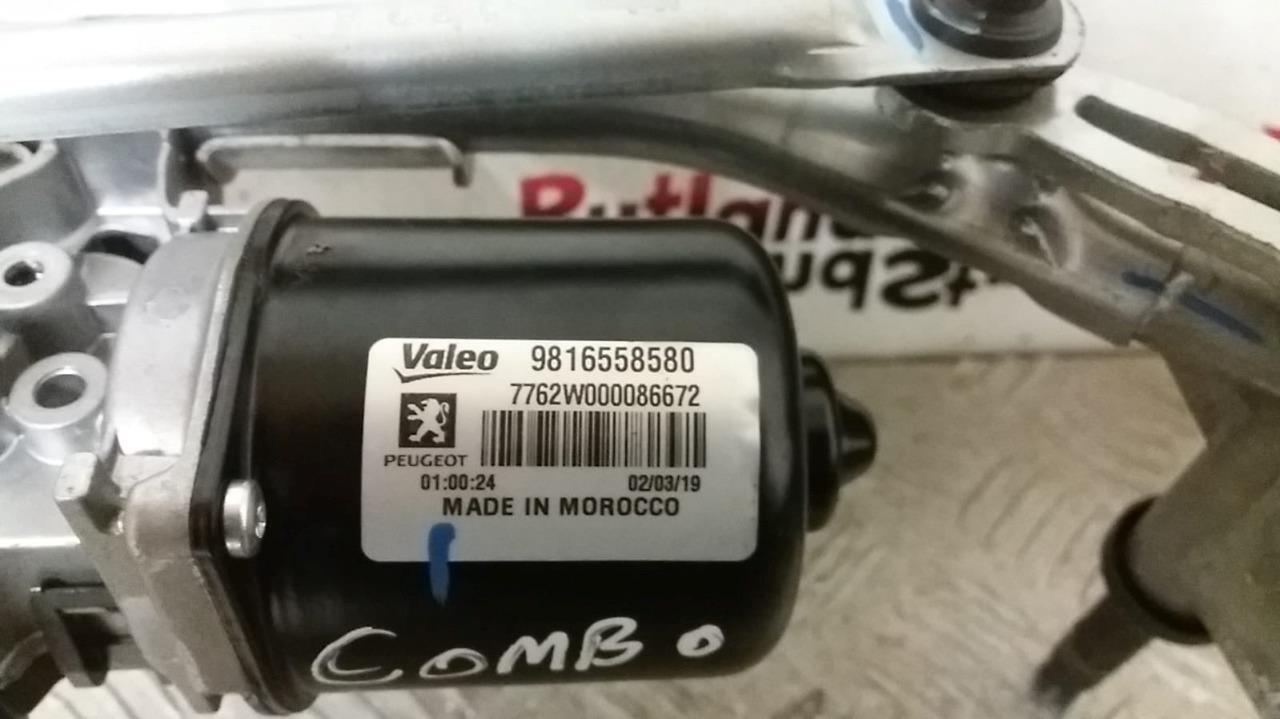 Valeo 9816558580
7762W000086672
PEUGEOT
01:00:24 02/03/19
MADE IN MOROCCO
COMBO